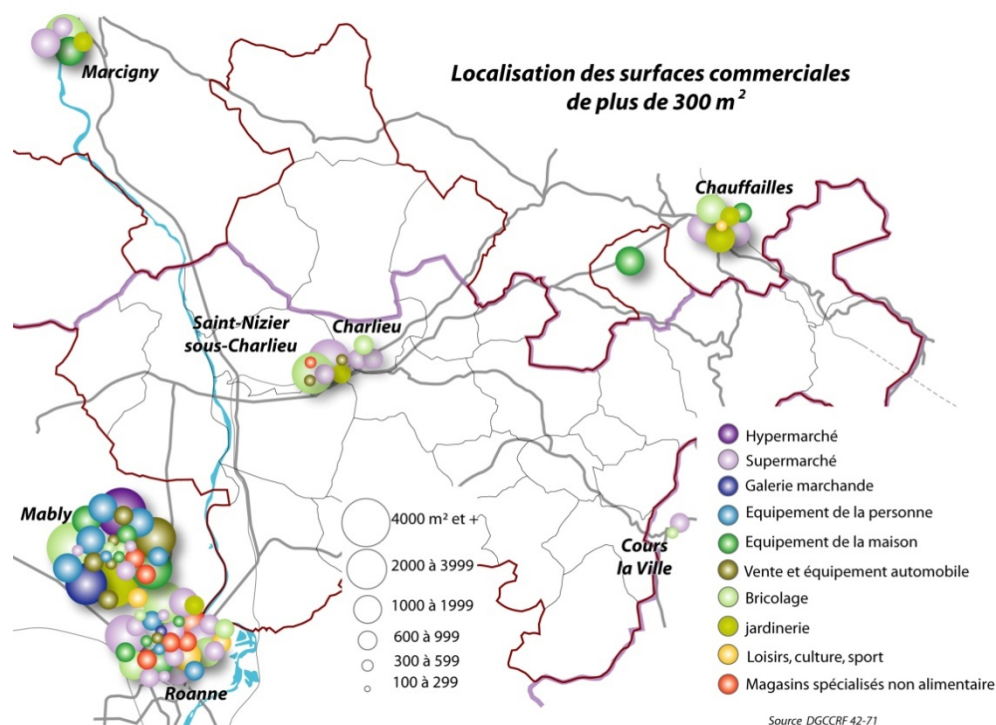 Marcigny
Localisation des surfaces commerciales
de plus de 300 m²
Chauffailles
Saint-Nizier
sous-Charlieu
Charlieu
Mably
Roanne
Cours
la Ville
4000 m² et +
2000 à 3999
1000 à 1999
600 à 999
300 à 599
100 à 299
Hypermarché
Supermarché
Galerie marchande
Equipement de la personne
Equipement de la maison
Vente et équipement automobile
Bricolage
jardinerie
Loisirs, culture, sport
Magasins spécialisés non alimentaire
Source DGCCRF 42-71